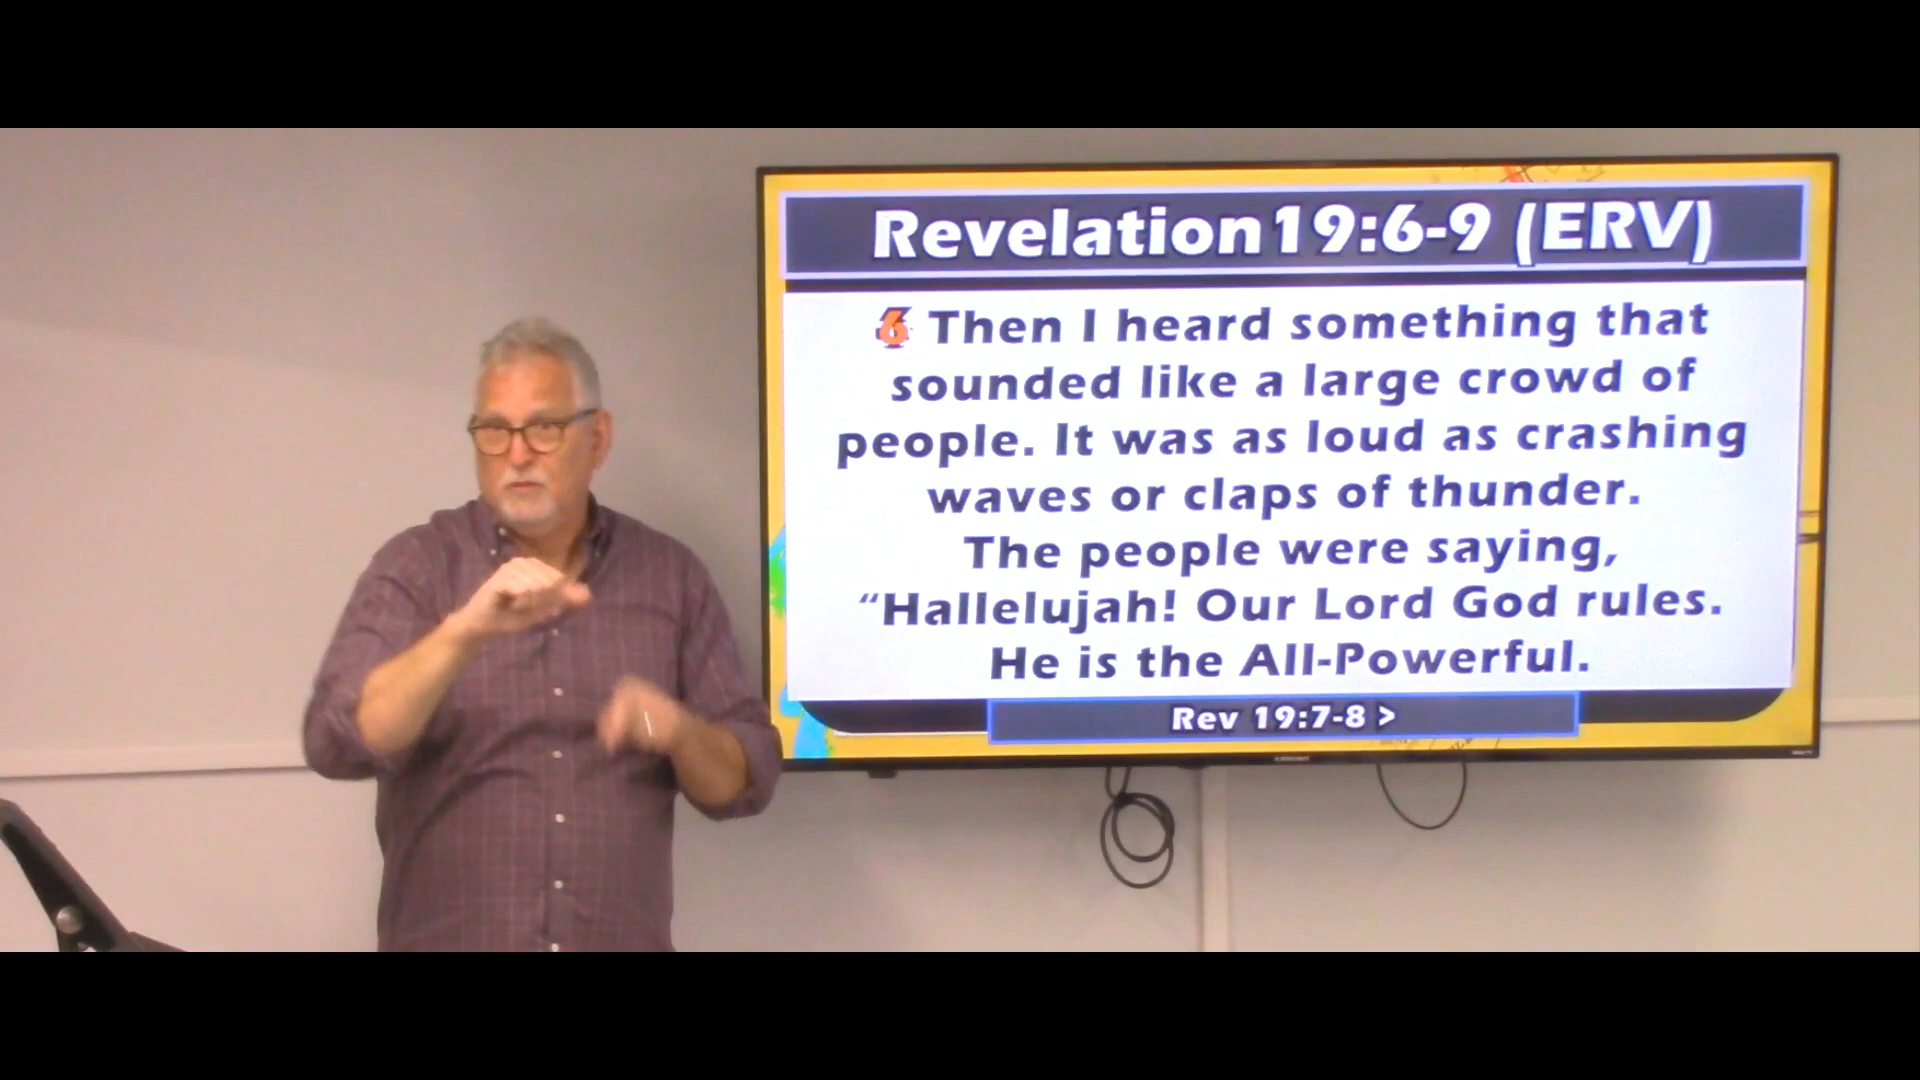 Revelation 19:6-9 (ERV)
6 Then I heard something that
sounded like a large crowd of
people. It was as loud as crashing
waves or claps of thunder.
The people were saying,
“Hallelujah! Our Lord God rules.
He is the All-Powerful.
Rev 19:7-8 >